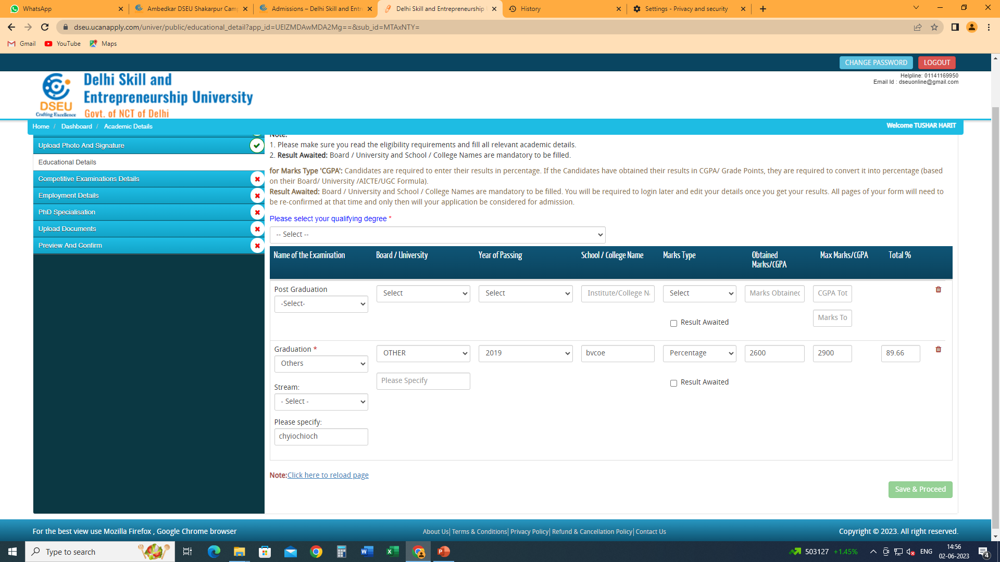 WhatsApp
Ambedkar DSEU Shakarpur Cam
Admissions – Delhi Skill and Entr
Delhi Skill and Entrepreneurship
History
Settings - Privacy and security
dseu.ucanapply.com/univer/public/educational_detail?app_id=UElZMDAwMDA2Mg==&sub_id=MTAxNTY=
Gmail
YouTube
Maps
CHANGE PASSWORD
LOGOUT
Helpline: 01141169950
Email Id : dseuonline@gmail.com
DSEU
Crafting Excellence
Delhi Skill and
Entrepreneurship University
Govt. of NCT of Delhi
Home / Dashboard / Academic Details
Welcome TUSHAR HARIT
Upload Photo And Signature
Educational Details
Competitive Examinations Details
Employment Details
PhD Specialisation
Upload Documents
Preview And Confirm
Note:
1. Please make sure you read the eligibility requirements and fill all relevant academic details.
2. Result Awaited: Board / University and School / College Names are mandatory to be filled.
for Marks Type 'CGPA': Candidates are required to enter their results in percentage. If the Candidates have obtained their results in CGPA/ Grade Points, they are required to convert it into percentage (based
on their Board/ University /AICTE/UGC Formula).
Result Awaited: Board / University and School / College Names are mandatory to be filled. You will be required to login later and edit your details once you get your results. All pages of your form will need to
be re-confirmed at that time and only then will your application be considered for admission.
Please select your qualifying degree *
-- Select --
Name of the Examination
Board / University
Year of Passing
School / College Name
Marks Type
Obtained
Marks/CGPA
Max Marks/CGPA
Total %
Post Graduation
-Select-
Select
Select
Institute/College N
Select
Marks Obtained
CGPA Tot
Marks To
Result Awaited
Graduation *
Others
OTHER
2019
bvcoe
Percentage
2600
2900
89.66
Please Specify
Result Awaited
Stream:
- Select -
Please specify:
chyiochioch
Note:Click here to reload page
Save & Proceed
For the best view use Mozilla Firefox , Google Chrome browser
About Us| Terms & Conditions| Privacy Policy| Refund & Cancellation Policy| Contact Us
Copyright © 2023. All right reserved.
Type to search
503127 +1.45%
ENG
14:56
02-06-2023
4